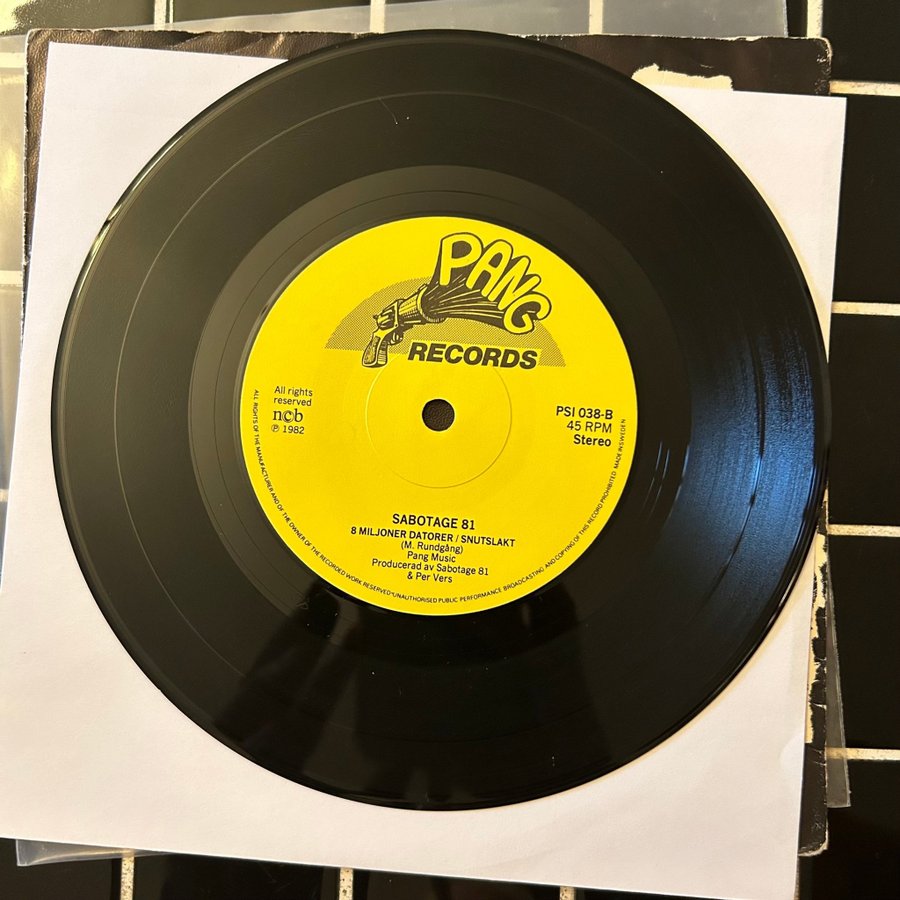 PANG
RECORDS
All rights
reserved
ncb
℗ 1982
PSI 038-B
45 RPM
Stereo
SABOTAGE 81
8 MILJONER DATORER / SNUTSLAKT
(M. Rundgång)
Pang Music
Producerad av Sabotage 81
& Per Vers
ALL RIGHTS OF THE MANUFACTURER AND OF THE OWNER OF THE RECORDED WORK RESERVED*UNAUTHORISED PUBLIC PERFORMANCE BROADCASTING AND COPYING OF THIS RECORD PROHIBITED. MADE IN SWEDEN